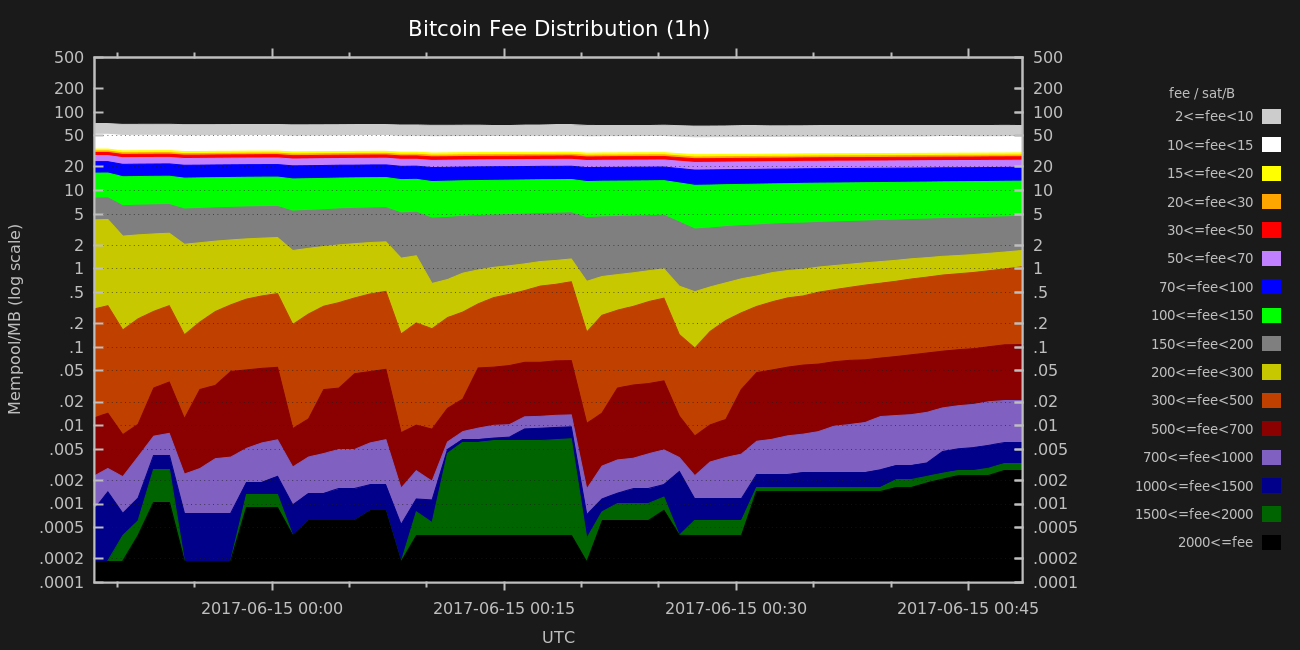 Bitcoin Fee Distribution (1h)
Mempool/MB (log scale)
500
200
100
50
20
10
5
2
1
.5
.2
.1
.05
.02
.01
.005
.002
.001
.0005
.0002
.0001
500
200
100
50
20
10
5
2
1
.5
.2
.1
.05
.02
.01
.005
.002
.001
.0005
.0002
.0001
2017-06-15 00:00 2017-06-15 00:15 2017-06-15 00:30 2017-06-15 00:45
UTC
fee / sat/B
2<=fee<10
10<=fee<15
15<=fee<20
20<=fee<30
30<=fee<50
50<=fee<70
70<=fee<100
100<=fee<150
150<=fee<200
200<=fee<300
300<=fee<500
500<=fee<700
700<=fee<1000
1000<=fee<1500
1500<=fee<2000
2000<=fee